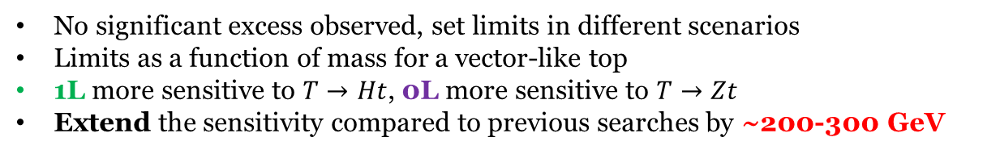 • No significant excess observed, set limits in different scenarios
• Limits as a function of mass for a vector-like top
• 1L more sensitive to 𝑇 → 𝐻𝑡, 0L more sensitive to 𝑇 → 𝑍𝑡
• Extend the sensitivity compared to previous searches by ~200-300 GeV